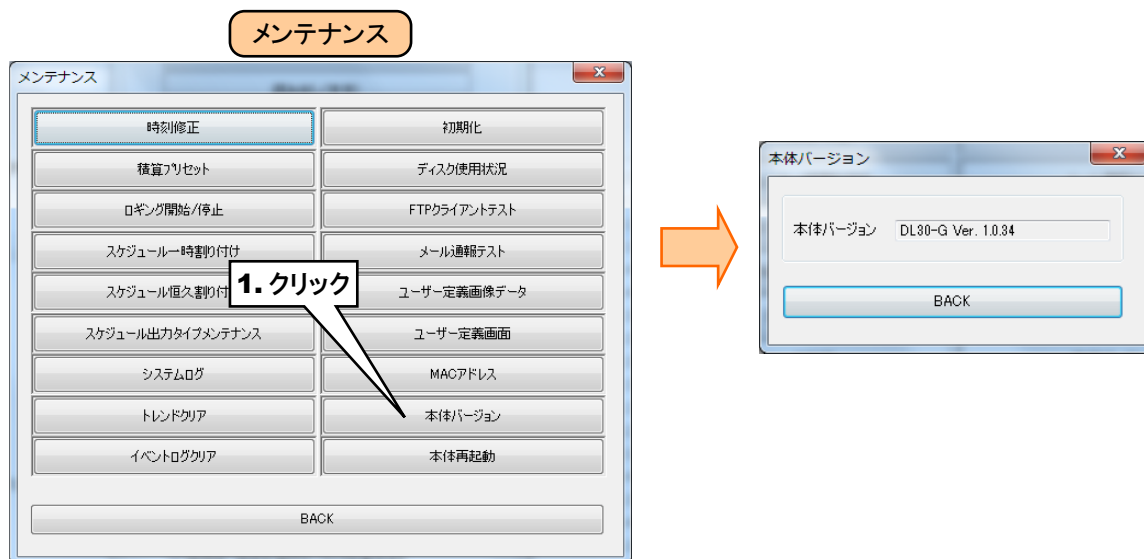 メンテナンス
メンテナンス
時刻修正
初期化
積算プリセット
ディスク使用状況
ロギング開始/停止
FTPクライアントテスト
スケジュール一時割り付け
メール通報テスト
スケジュール恒久割り付
ユーザー定義画像データ
1. クリック
スケジュール出力タイプメンテナンス
ユーザー定義画面
システムログ
MACアドレス
トレンドクリア
本体バージョン
イベントログクリア
本体再起動
BACK
本体バージョン
本体バージョン DL30-G Ver. 1.0.34
BACK